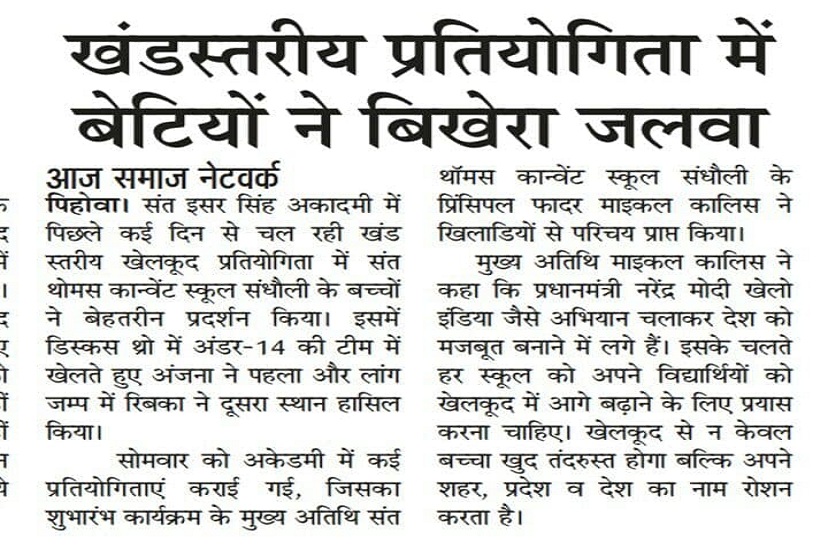 खंडस्तरीय प्रतियोगिता में
बेटियों ने बिखेरा जलवा
आज समाज नेटवर्क
पिहोवा। संत इसर सिंह अकादमी में
पिछले कई दिन से चल रही खंड
स्तरीय खेलकूद प्रतियोगिता में संत
थोमस कान्वेंट स्कूल संधौली के बच्चों
ने बेहतरीन प्रदर्शन किया। इसमें
डिस्कस थ्रो में अंडर-14 की टीम में
खेलते हुए अंजना ने पहला और लांग
जम्प में रिबका ने दूसरा स्थान हासिल
किया।
सोमवार को अकेडमी में कई
प्रतियोगिताएं कराई गई, जिसका
शुभारंभ कार्यक्रम के मुख्य अतिथि संत
थॉमस कान्वेंट स्कूल संधौली के
प्रिंसिपल फादर माइकल कालिस ने
खिलाडियों से परिचय प्राप्त किया।
मुख्य अतिथि माइकल कालिस ने
कहा कि प्रधानमंत्री नरेंद्र मोदी खेलो
इंडिया जैसे अभियान चलाकर देश को
मजबूत बनाने में लगे हैं। इसके चलते
हर स्कूल को अपने विद्यार्थियों को
खेलकूद में आगे बढ़ाने के लिए प्रयास
करना चाहिए। खेलकूद से न केवल
बच्चा खुद तंदरुस्त होगा बल्कि अपने
शहर, प्रदेश व देश का नाम रोशन
करता है।